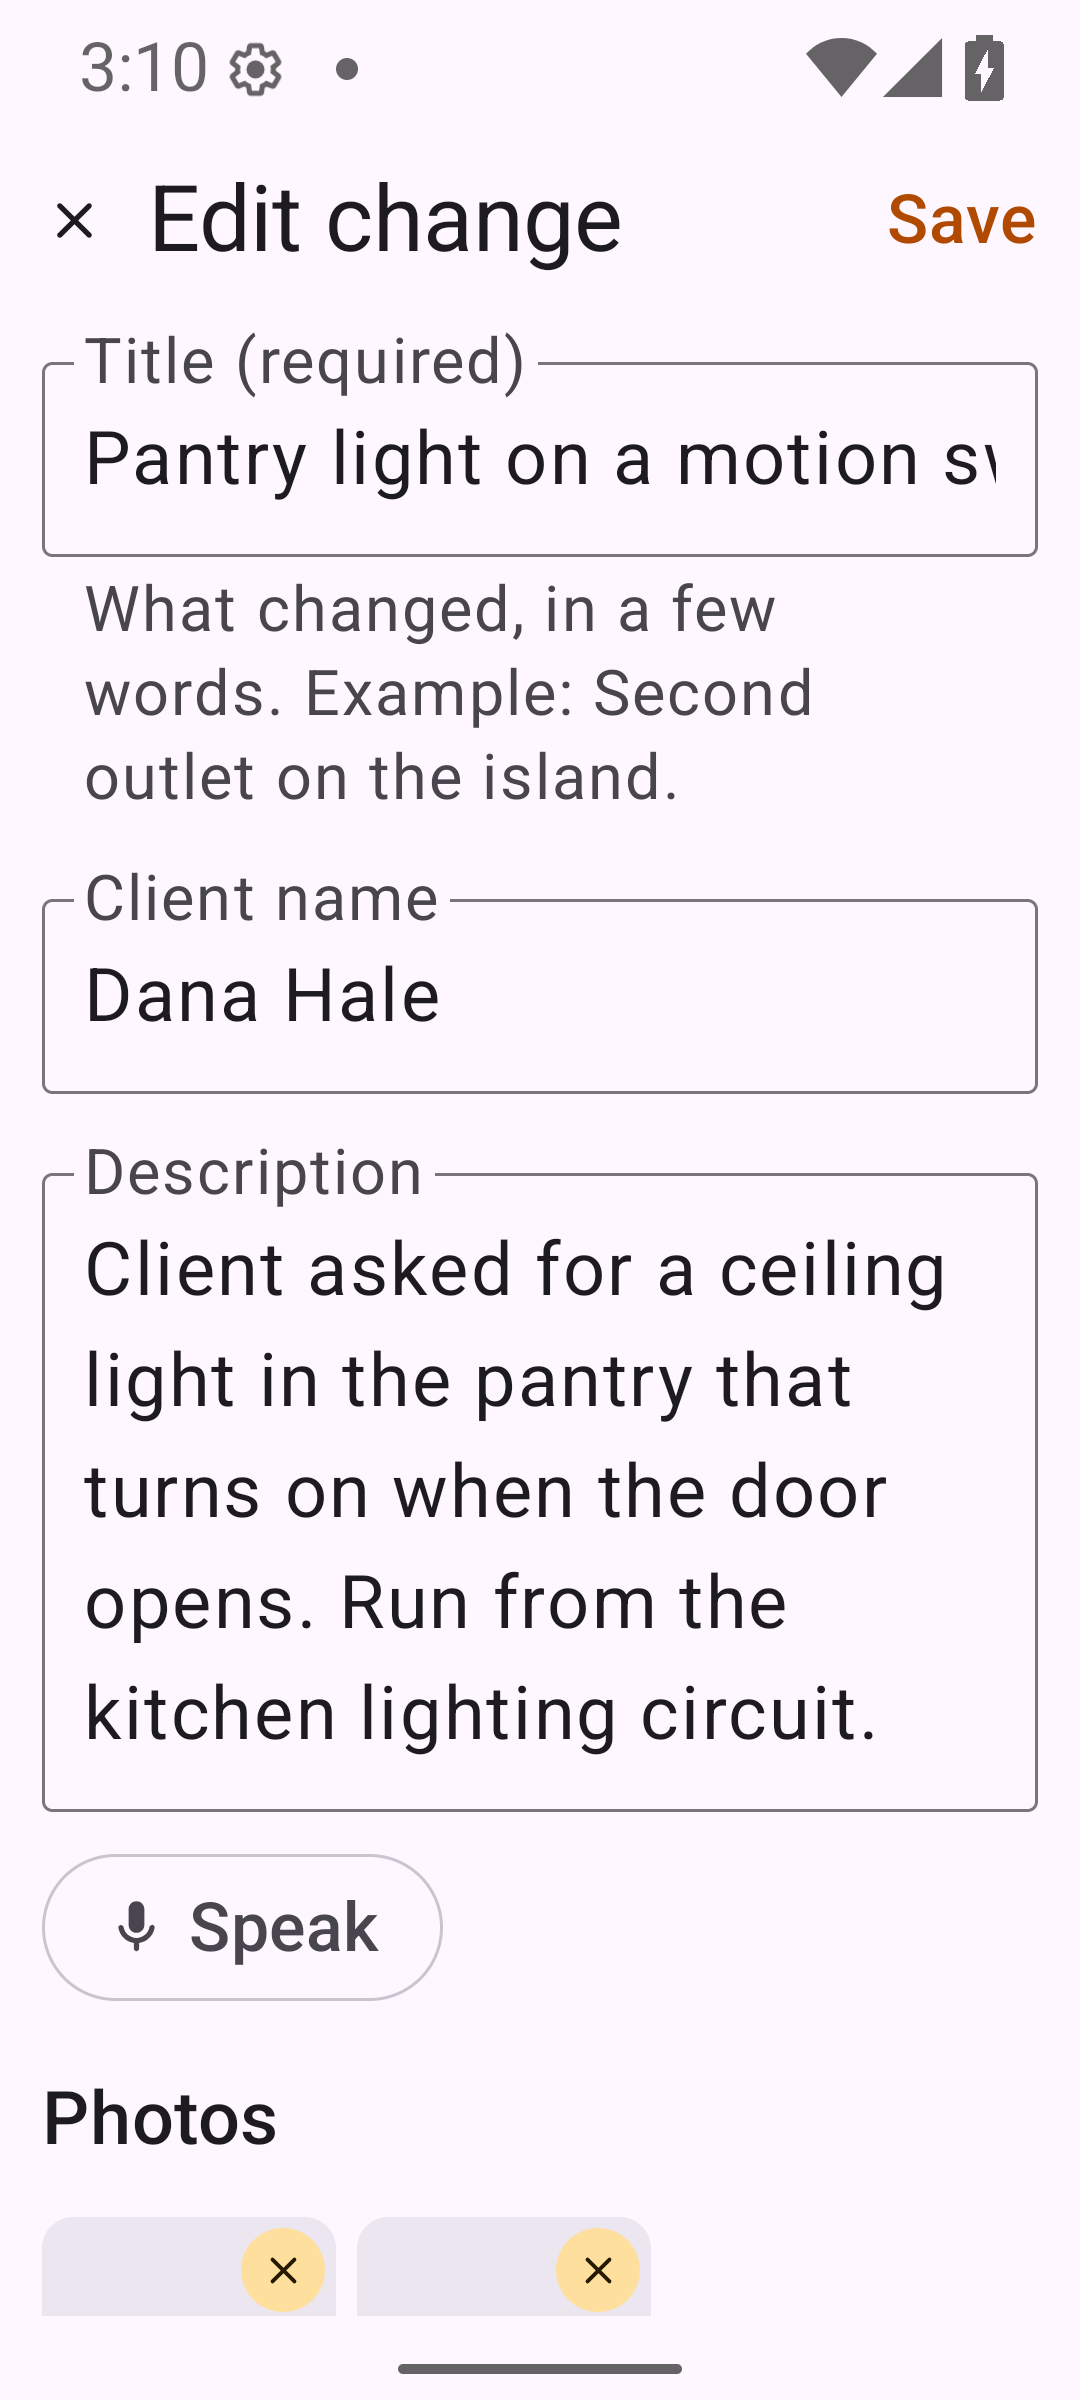 3:10
Edit change
Save
Title (required)
Pantry light on a motion
What changed, in a few
words. Example: Second
outlet on the island.
Client name
Dana Hale
Description
Client asked for a ceiling
light in the pantry that
turns on when the door
opens. Run from the
kitchen lighting circuit.
Speak
Photos